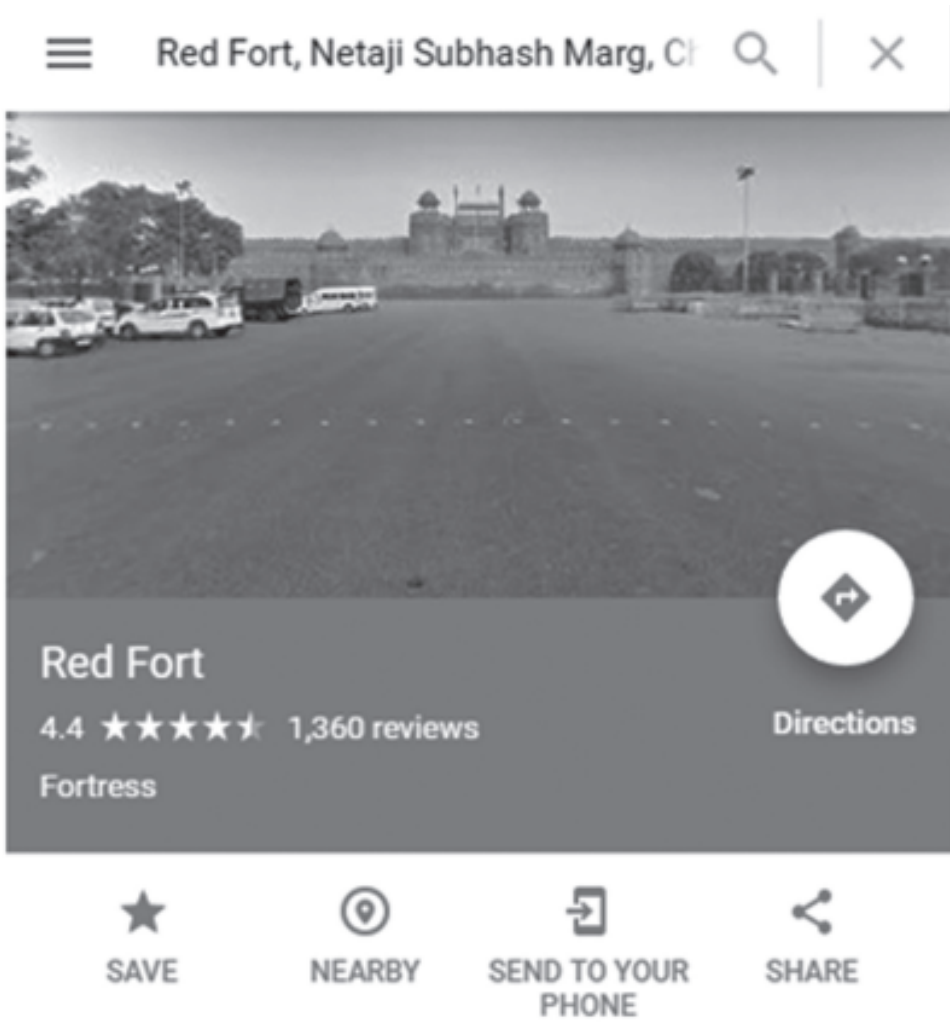 Red Fort, Netaji Subhash Marg,
Red Fort
4.4 1,360 reviews
Directions
Fortress
SAVE NEARBY SEND TO YOUR PHONE SHARE